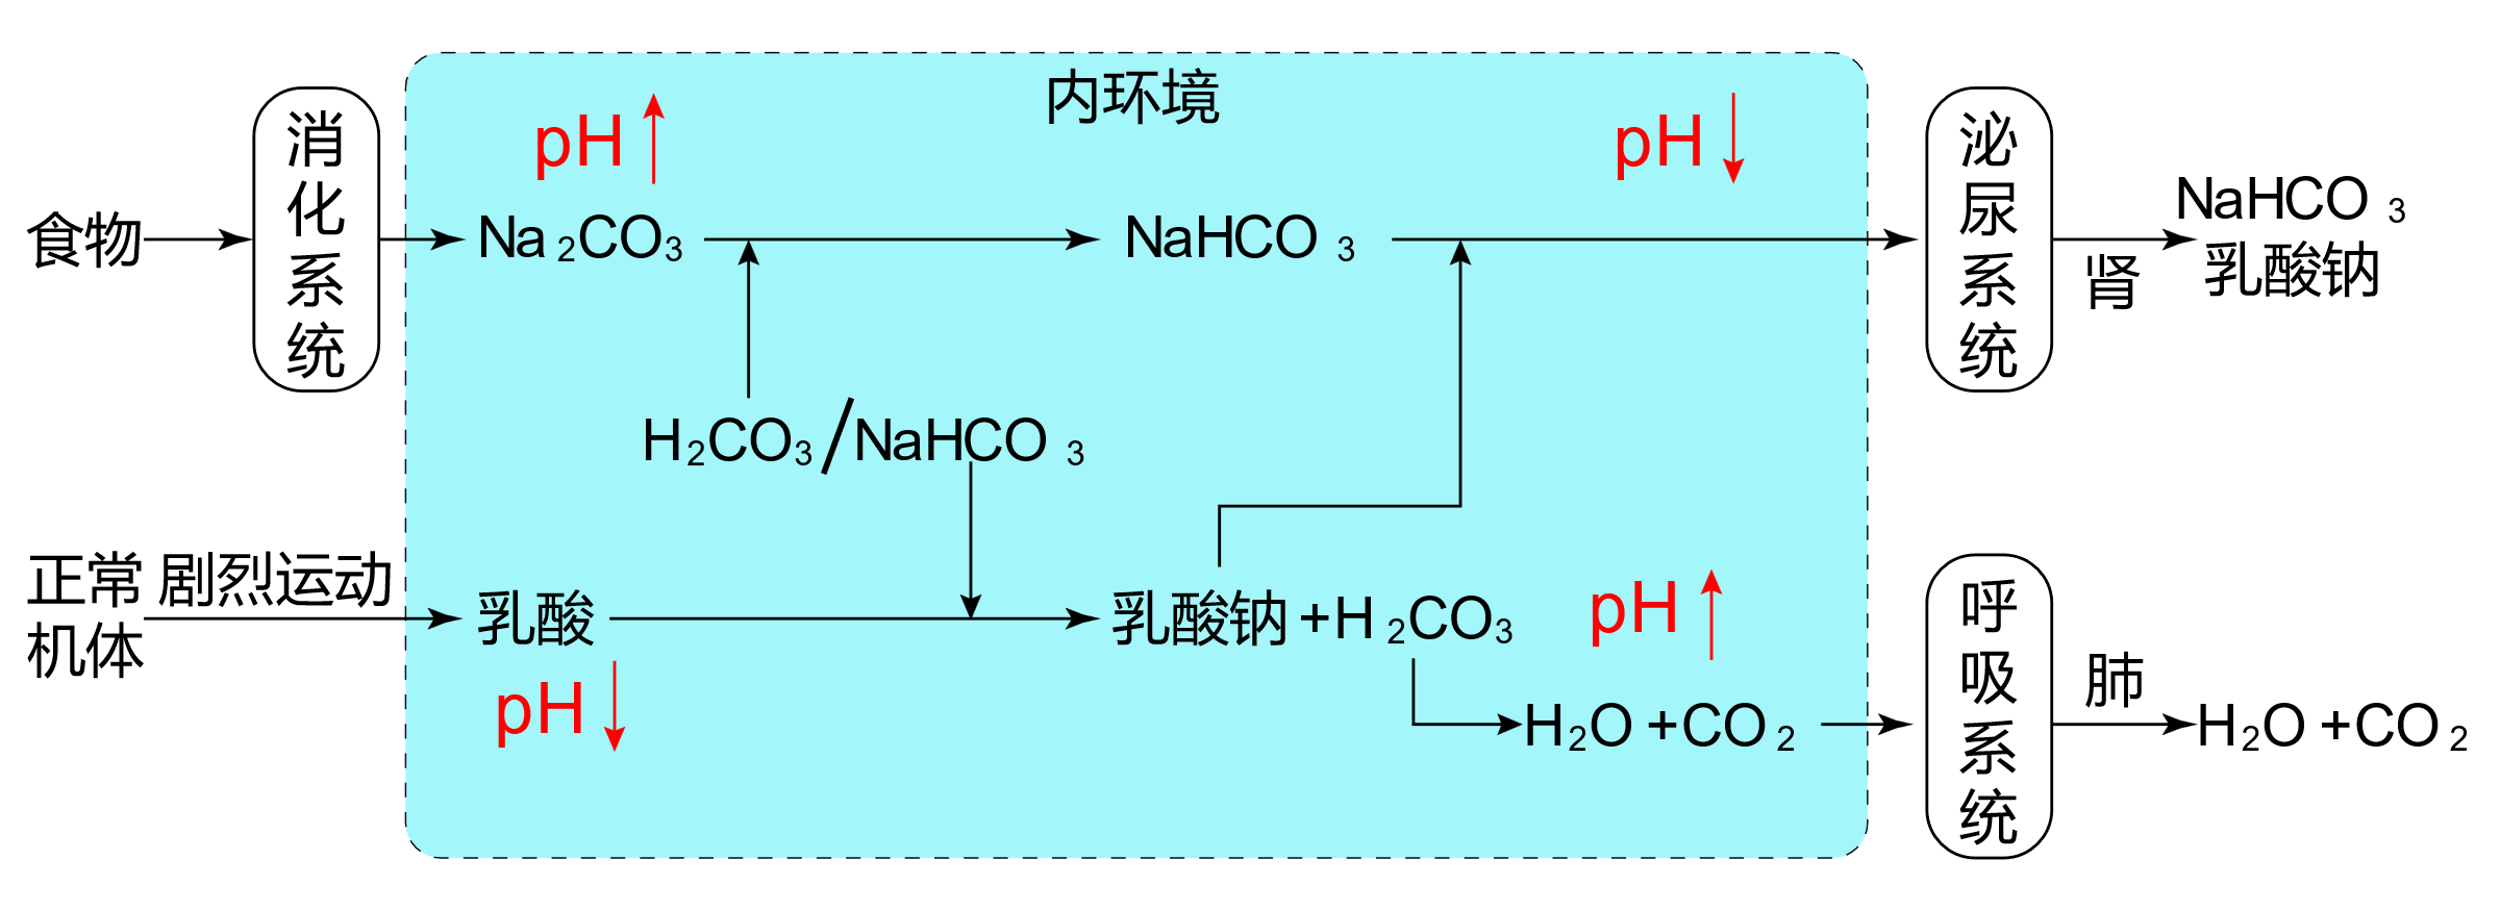 内环境
pH
pH
食物
消化系统
Na₂CO₃
NaHCO₃
泌尿系统
肾
NaHCO₃
乳酸钠
H₂CO₃/NaHCO₃
正常
机体
剧烈运动
乳酸
pH
乳酸钠+H₂CO₃
pH
H₂O+CO₂
呼吸系统
肺
H₂O+CO₂